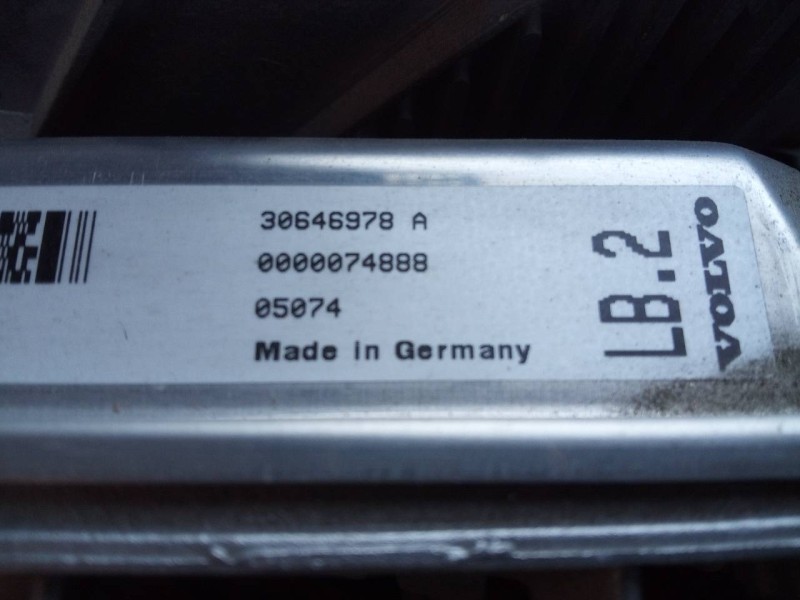 30646978 A
0000074888
05074
Made in Germany
LB.2
VOLVO